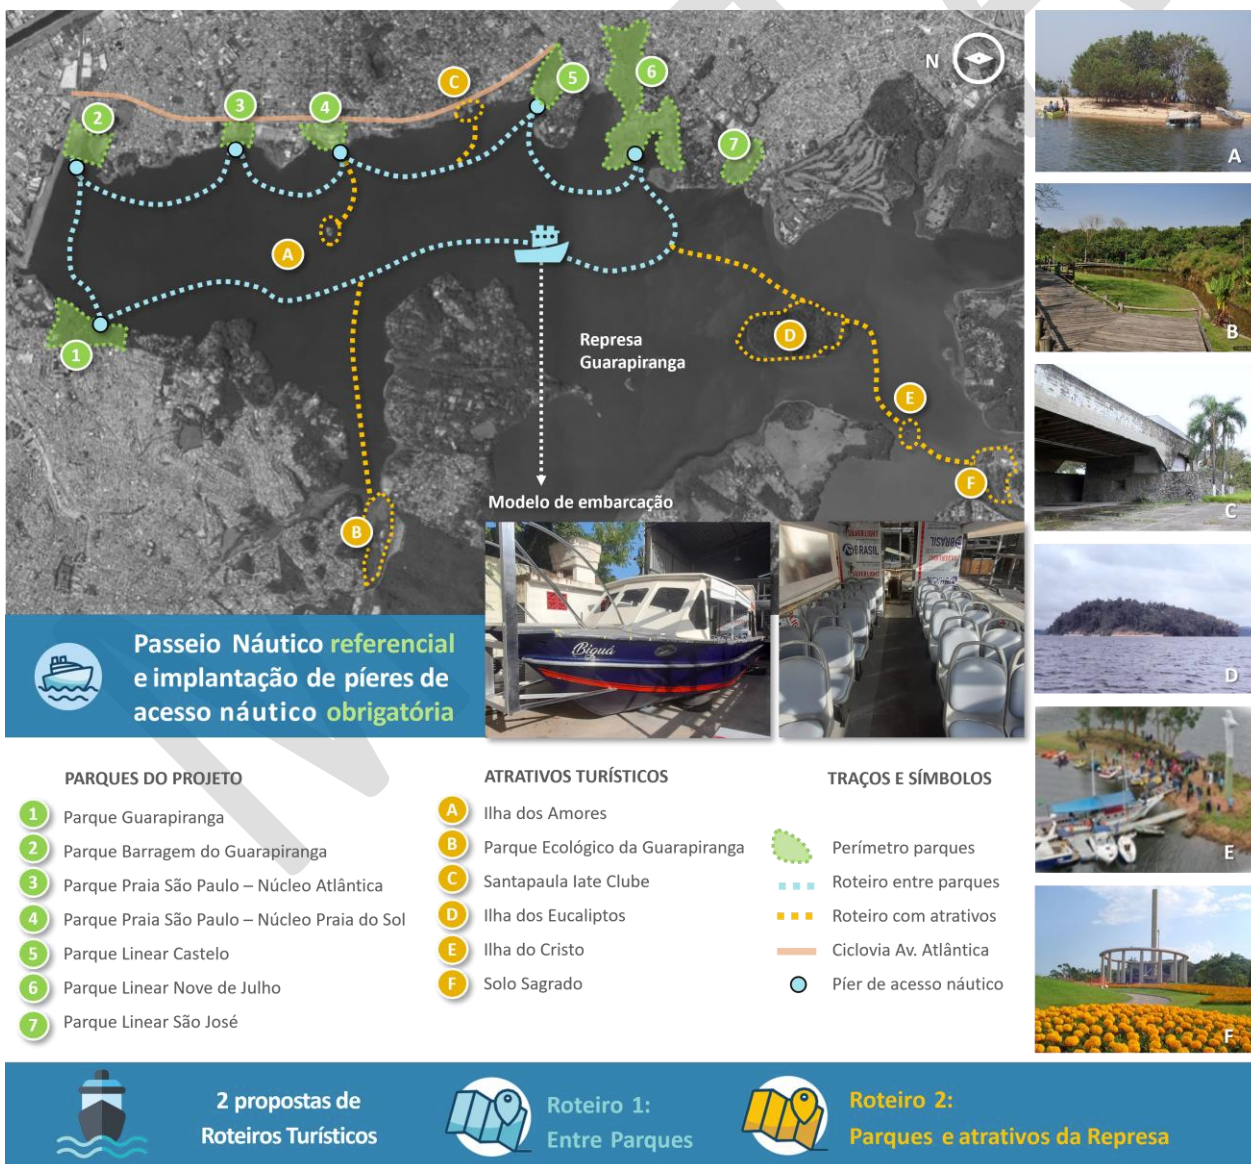 N
C
5
6
2
3
4
7
A
1
D
E
F
B
Represa
Guarapiranga
Modelo de embarcação
Biguá
BRASIL
A
B
C
D
E
F
Passeio Náutico referencial
e implantação de píeres de
acesso náutico obrigatória
PARQUES DO PROJETO
1 Parque Guarapiranga
2 Parque Barragem do Guarapiranga
3 Parque Praia São Paulo – Núcleo Atlântica
4 Parque Praia São Paulo – Núcleo Praia do Sol
5 Parque Linear Castelo
6 Parque Linear Nove de Julho
7 Parque Linear São José
ATRATIVOS TURÍSTICOS
A Ilha dos Amores
B Parque Ecológico da Guarapiranga
C Santapaula Iate Clube
D Ilha dos Eucaliptos
E Ilha do Cristo
F Solo Sagrado
TRAÇOS E SÍMBOLOS
Perímetro parques
Roteiro entre parques
Roteiro com atrativos
Ciclovia Av. Atlântica
Píer de acesso náutico
2 propostas de
Roteiros Turísticos
Roteiro 1:
Entre Parques
Roteiro 2:
Parques e atrativos da Represa